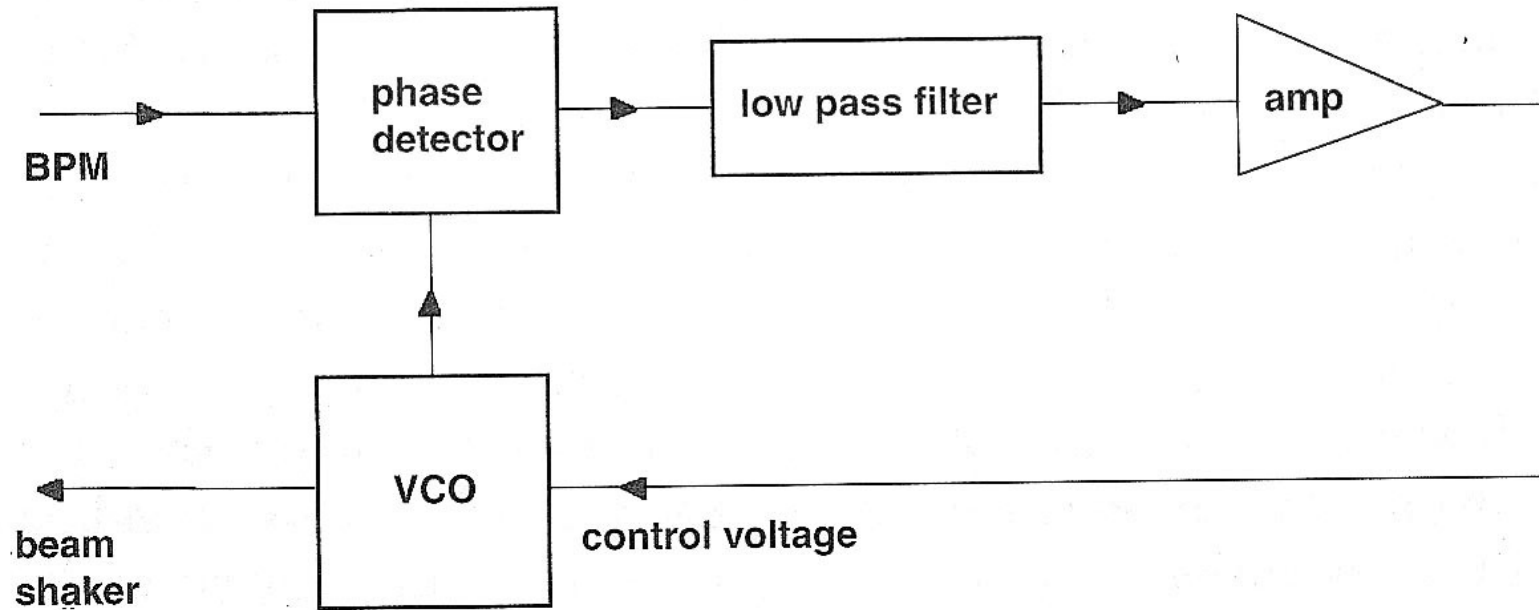 phase
detector
low pass filter
amp
BPM
VCO
control voltage
beam
shaker